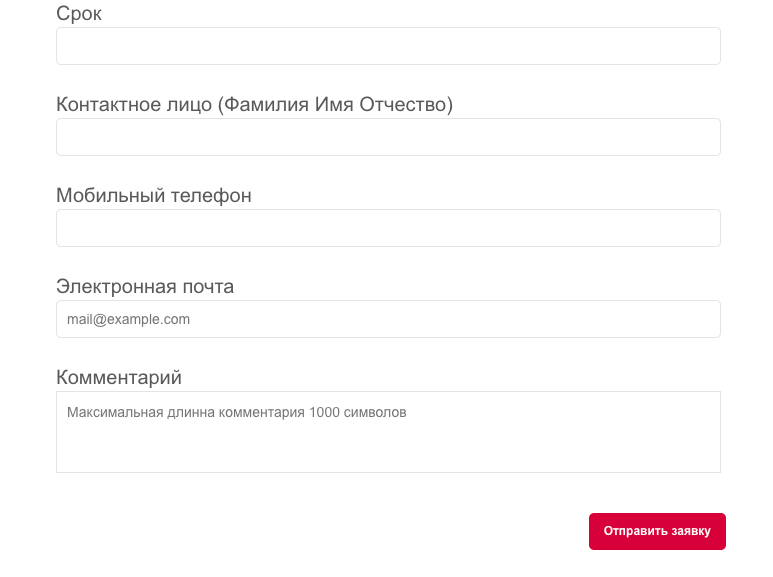 Срок
Контактное лицо (Фамилия Имя Отчество)
Мобильный телефон
Электронная почта
mail@example.com
Комментарий
Максимальная длинна комментария 1000 символов
Отправить заявку